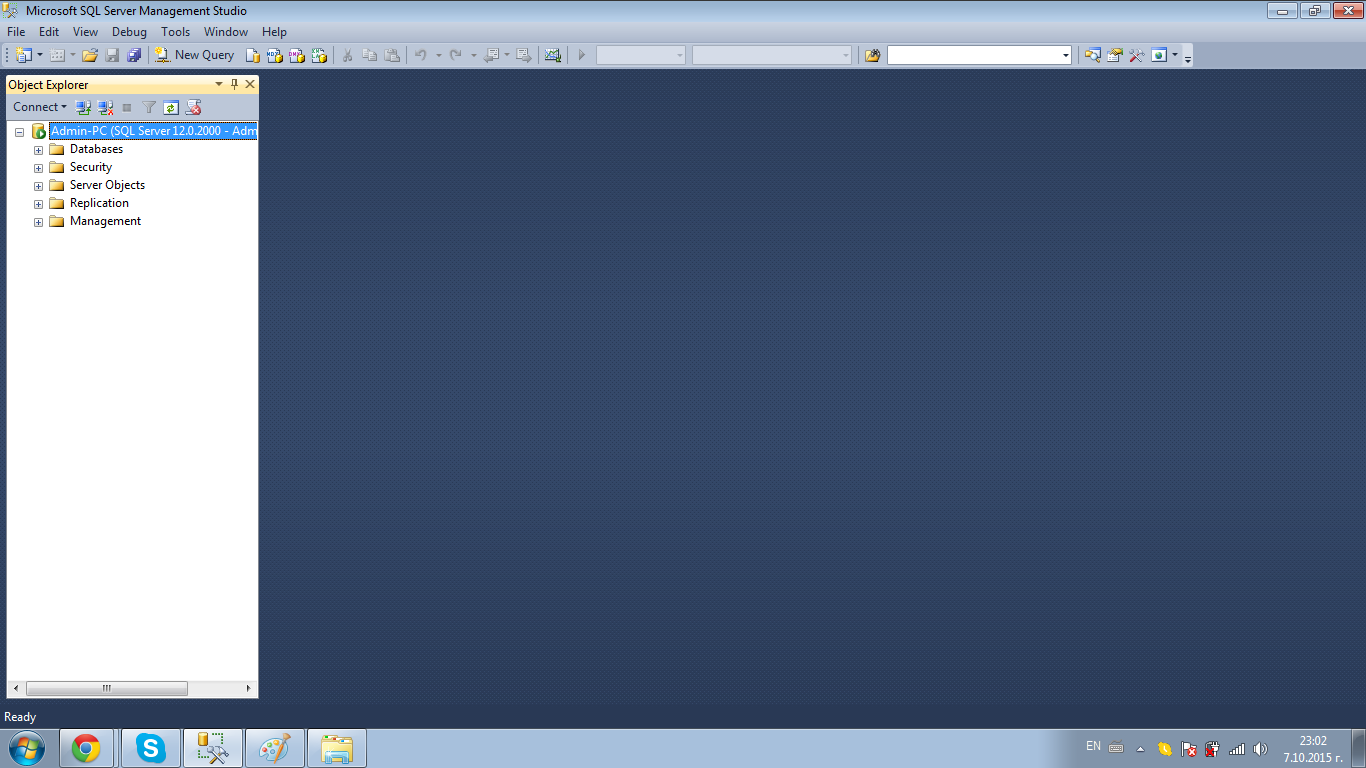 Microsoft SQL Server Management Studio
File Edit View Debug Tools Window Help
New Query
Object Explorer
Connect
Admin-PC (SQL Server 12.0.2000 - Adm
Databases
Security
Server Objects
Replication
Management
Ready
EN
23:02
7.10.2015 г.